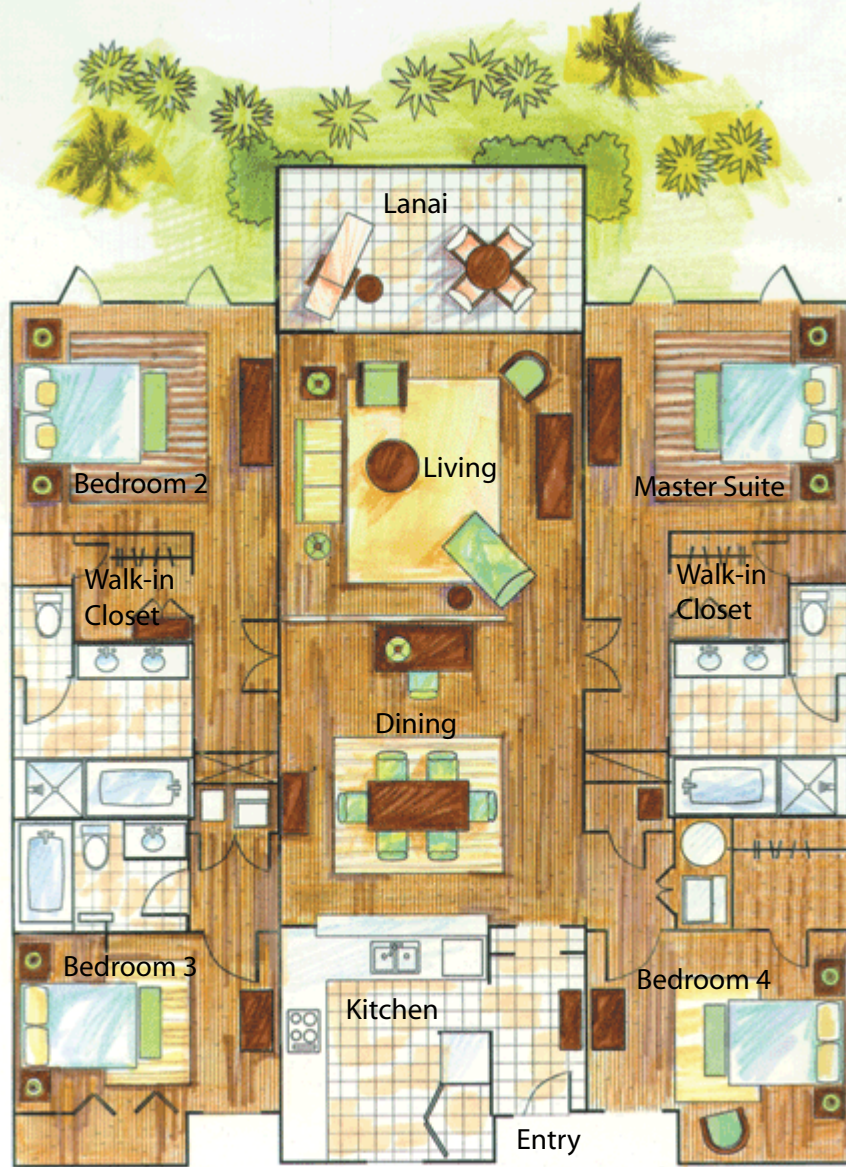 Lanai
Living
Bedroom 2
Master Suite
Walk-in
Closet
Walk-in
Closet
Dining
Bedroom 3
Bedroom 4
Kitchen
Entry